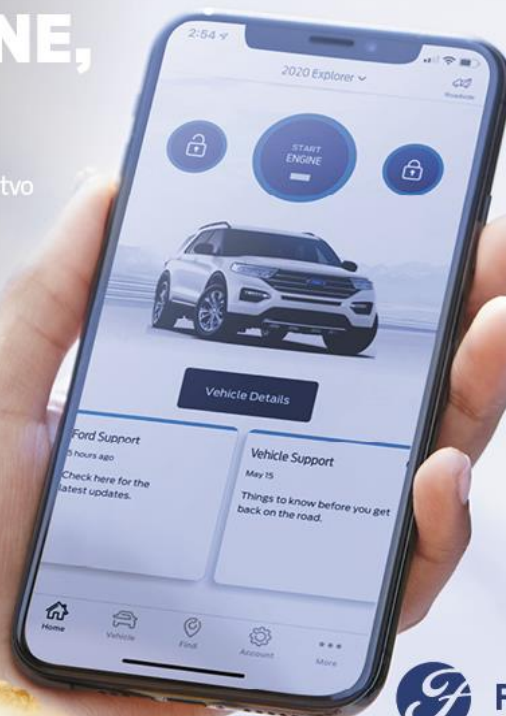 NE,
tvo
2:54
2020 Explorer
Roadside
START
ENGINE
Vehicle Details
Ford Support
5 hours ago
Check here for the
latest updates.
Vehicle Support
May 15
Things to know before you get
back on the road.
Home
Vehicle
Find
Account
More
F